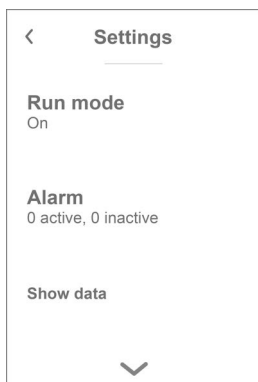 Settings
Run mode
On
Alarm
0 active, 0 inactive
Show data